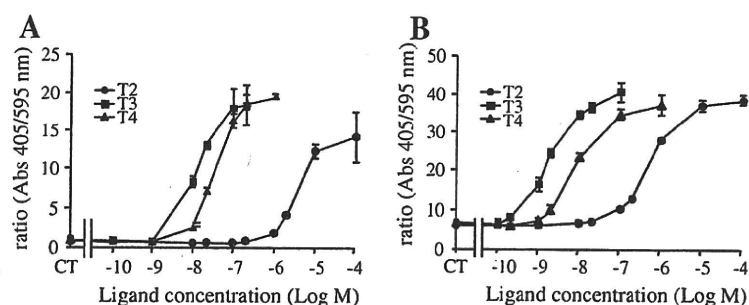 A
ratio (Abs 405/595 nm)
25
20
15
10
5
0
T2
T3
T4
CT -10 -9 -8 -7 -6 -5 -4
Ligand concentration (Log M)
B
ratio (Abs 405/595 nm)
50
40
30
20
10
0
T2
T3
T4
CT -10 -9 -8 -7 -6 -5 -4
Ligand concentration (Log M)